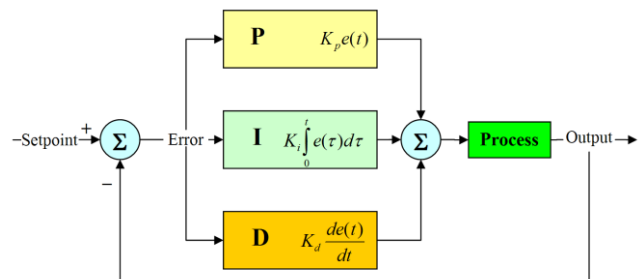 P K_p e(t)
–Setpoint + Σ Error I K_i ∫_0^t e(τ)dτ Σ Process Output
–
D K_d de(t)/dt